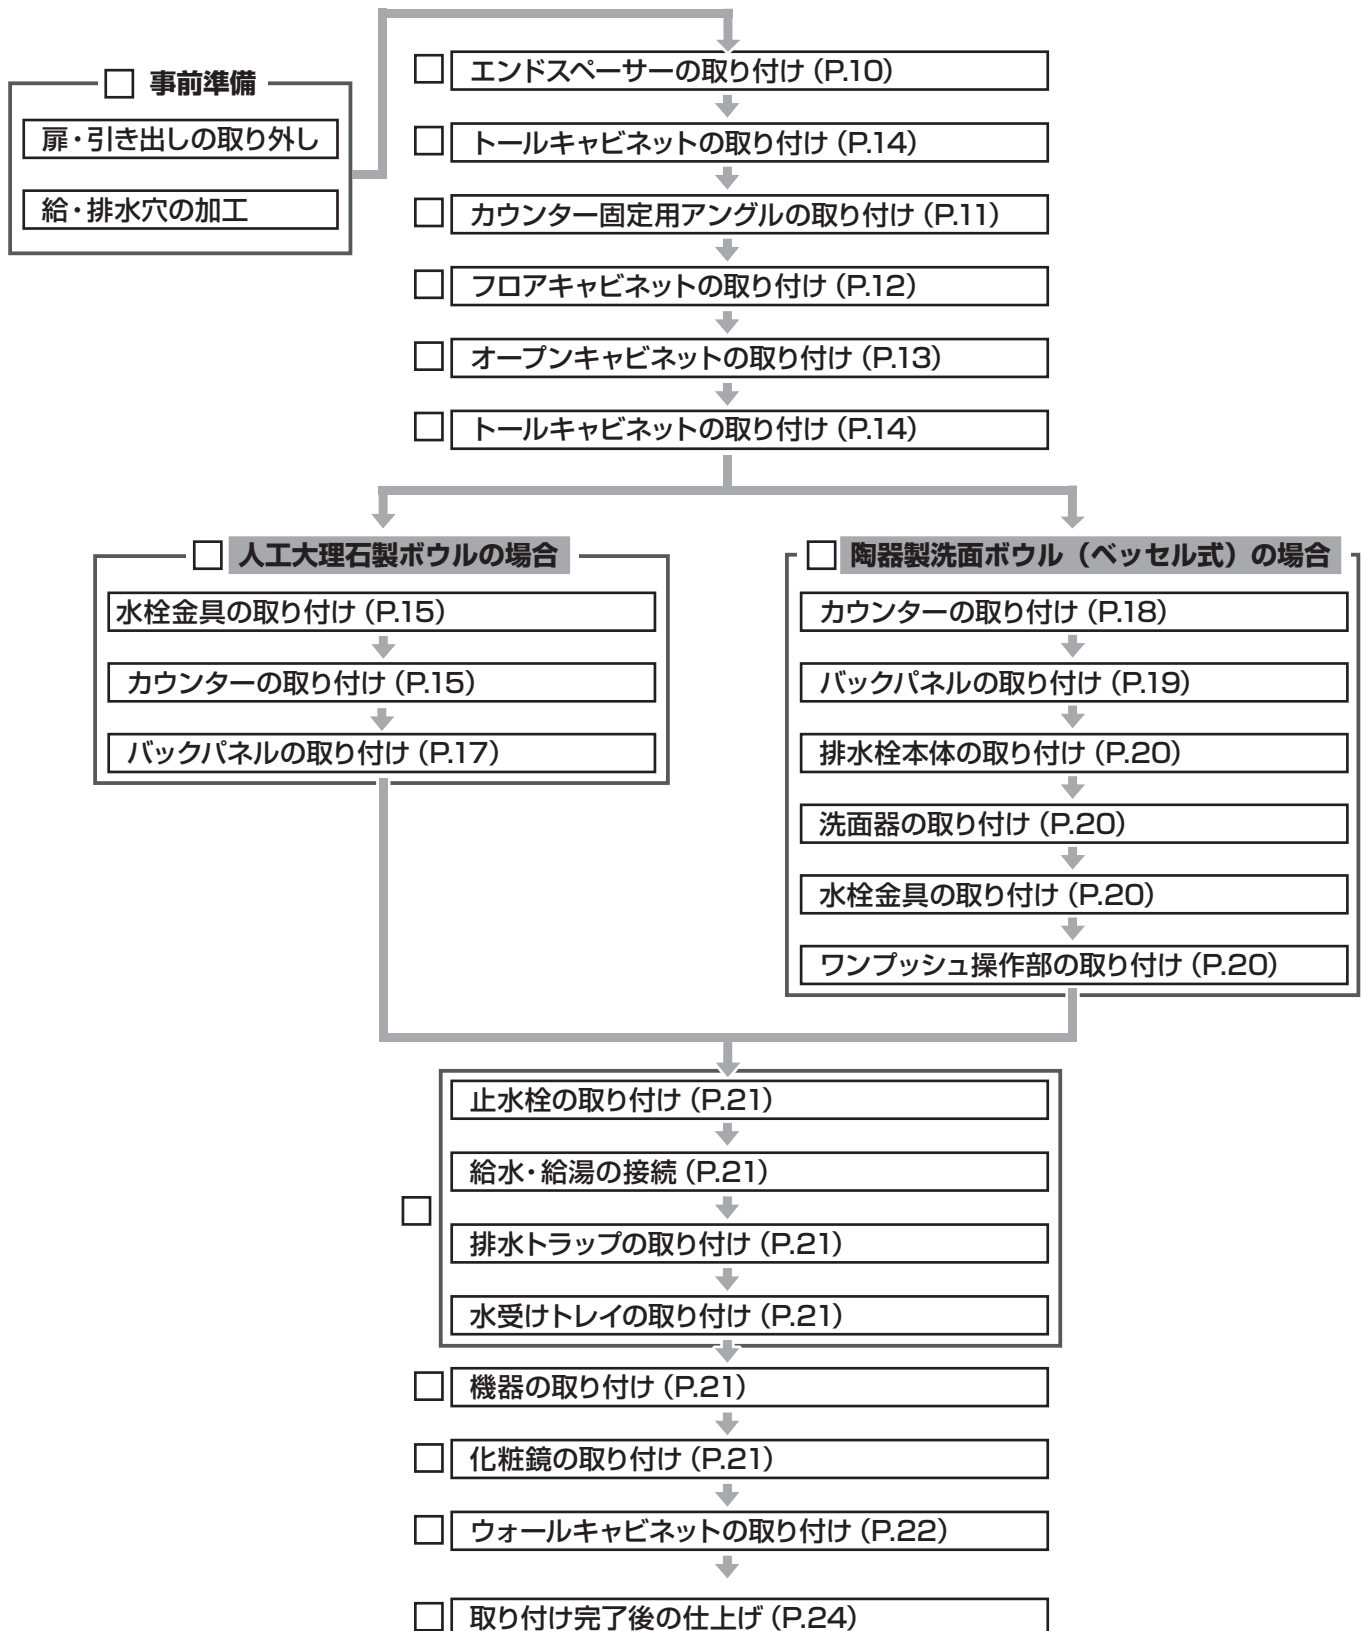 事前準備
扉・引き出しの取り外し
給・排水穴の加工
エンドスペーサーの取り付け（P.10）
トールキャビネットの取り付け（P.14）
カウンター固定用アングルの取り付け（P.11）
フロアキャビネットの取り付け（P.12）
オープンキャビネットの取り付け（P.13）
トールキャビネットの取り付け（P.14）
人工大理石製ボウルの場合
水栓金具の取り付け（P.15）
カウンターの取り付け（P.15）
バックパネルの取り付け（P.17）
陶器製洗面ボウル（ベッセル式）の場合
カウンターの取り付け（P.18）
バックパネルの取り付け（P.19）
排水栓本体の取り付け（P.20）
洗面器の取り付け（P.20）
水栓金具の取り付け（P.20）
ワンプッシュ操作部の取り付け（P.20）
止水栓の取り付け（P.21）
給水・給湯の接続（P.21）
排水トラップの取り付け（P.21）
水受けトレイの取り付け（P.21）
機器の取り付け（P.21）
化粧鏡の取り付け（P.21）
ウォールキャビネットの取り付け（P.22）
取り付け完了後の仕上げ（P.24）